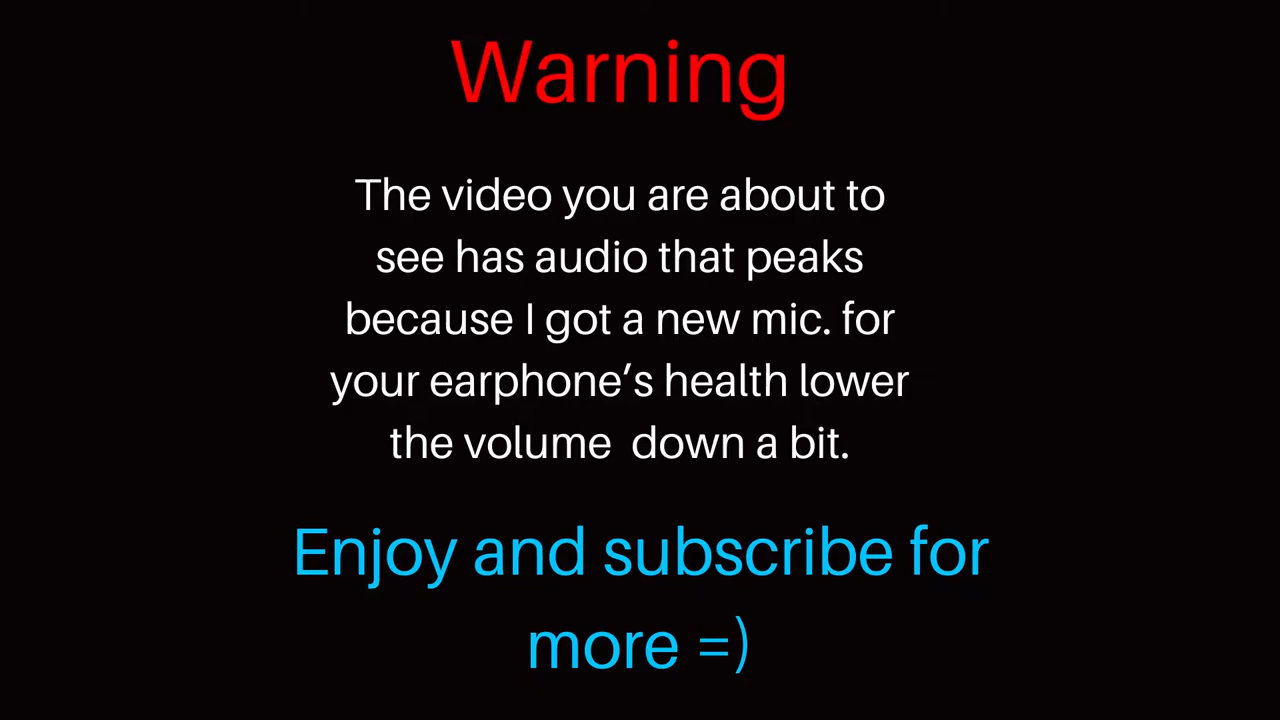 Warning
The video you are about to
see has audio that peaks
because I got a new mic. for
your earphone’s health lower
the volume  down a bit.
Enjoy and subscribe for
more =)